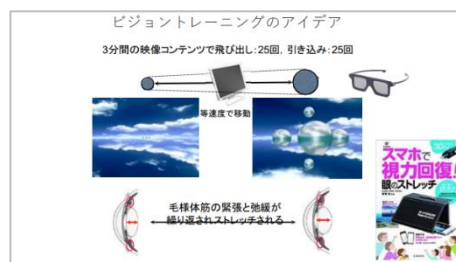 ビジョントレーニングのアイデア
3分間の映像コンテンツで飛び出し:25回, 引き込み:25回
等速度で移動
毛様体筋の緊張と弛緩が
繰り返されストレッチされる
スマホで
視力回復!
眼のストレッチ